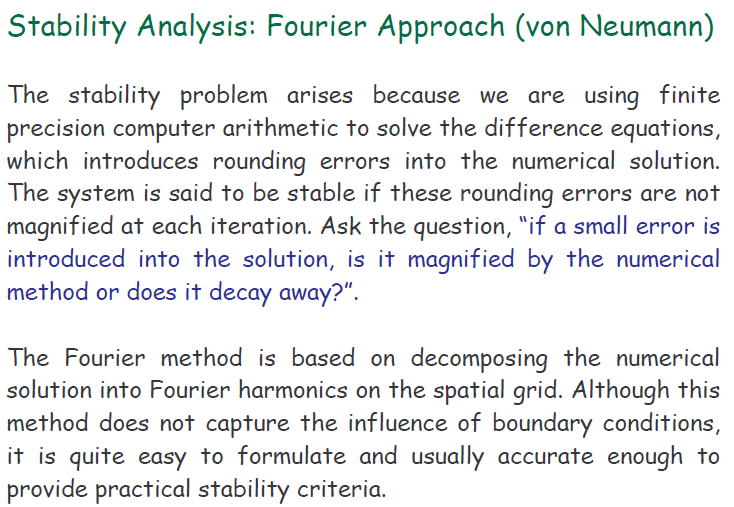 Stability Analysis: Fourier Approach (von Neumann)
The stability problem arises because we are using finite
precision computer arithmetic to solve the difference equations,
which introduces rounding errors into the numerical solution.
The system is said to be stable if these rounding errors are not
magnified at each iteration. Ask the question, “if a small error is
introduced into the solution, is it magnified by the numerical
method or does it decay away?”.
The Fourier method is based on decomposing the numerical
solution into Fourier harmonics on the spatial grid. Although this
method does not capture the influence of boundary conditions,
it is quite easy to formulate and usually accurate enough to
provide practical stability criteria.